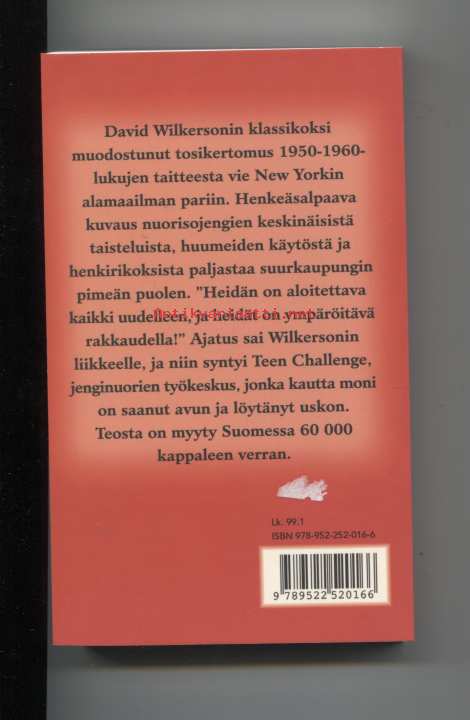 David Wilkersonin klassikoksi
muodostunut tosikertomus 1950-1960-
lukujen taitteesta vie New Yorkin
alamaailman pariin. Henkeäsalpaava
kuvaus nuorisojengien keskinäisistä
taisteluista, huumeiden käytöstä ja
henkirikoksista paljastaa suurkaupungin
pimeän puolen. ”Heidän on aloitettava
kaikki uudelleen, ja heidät on ympäröitävä
rakkaudella!” Ajatus sai Wilkersonin
liikkeelle, ja niin syntyi Teen Challenge,
jenginuorien työkeskus, jonka kautta moni
on saanut avun ja löytänyt uskon.
Teosta on myyty Suomessa 60 000
kappaleen verran.
Lk. 99.1
ISBN 978-952-252-016-6
9 789522 520166